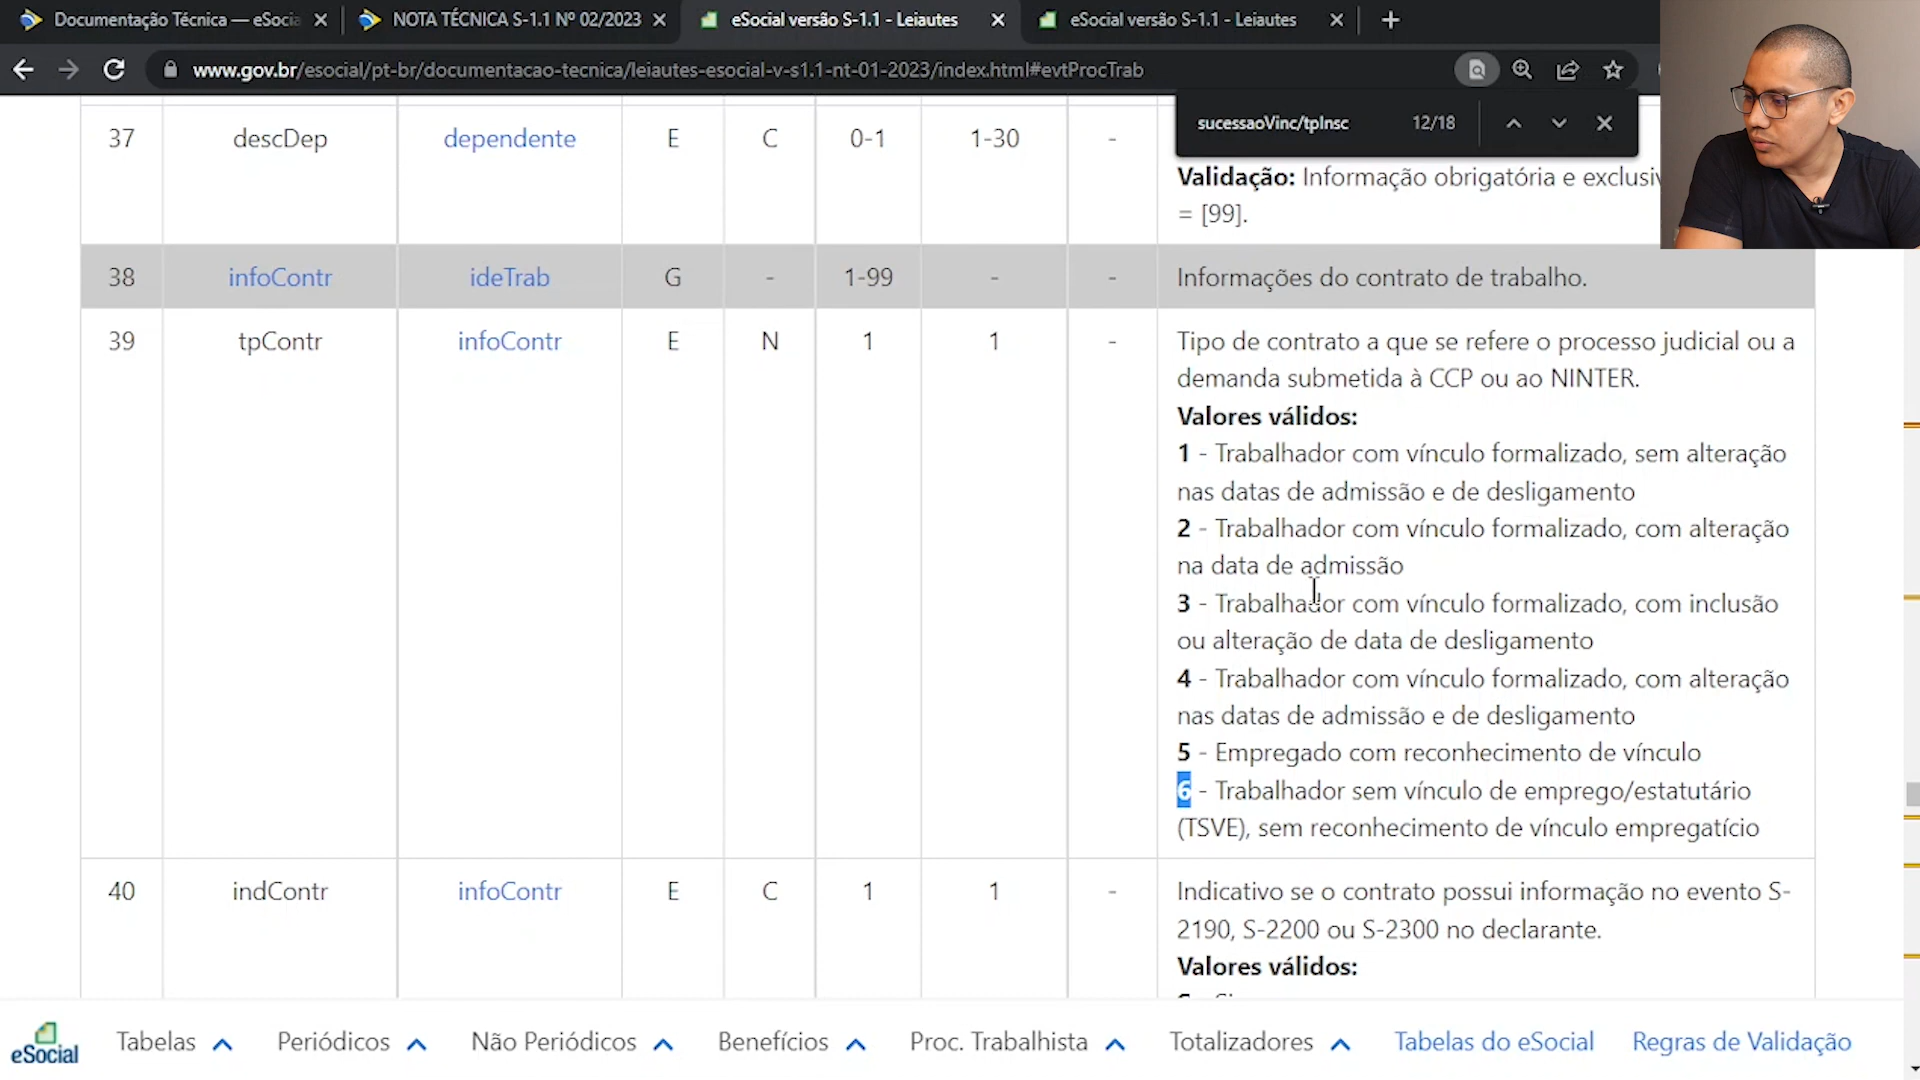 Documentação Técnica — eSocia
NOTA TÉCNICA S-1.1 Nº 02/2023
eSocial versão S-1.1 - Leiautes
eSocial versão S-1.1 - Leiautes
www.gov.br/esocial/pt-br/documentacao-tecnica/leiautes-esocial-v-s1.1-nt-01-2023/index.html#evtProcTrab
sucessaoVinc/tpInsc 12/18
37 descDep dependente E C 0-1 1-30 -
Validação: Informação obrigatória e exclusiv
= [99].
38 infoContr ideTrab G - 1-99 - - Informações do contrato de trabalho.
39 tpContr infoContr E N 1 1 - Tipo de contrato a que se refere o processo judicial ou a
demanda submetida à CCP ou ao NINTER.
Valores válidos:
1 - Trabalhador com vínculo formalizado, sem alteração
nas datas de admissão e de desligamento
2 - Trabalhador com vínculo formalizado, com alteração
na data de admissão
3 - Trabalhador com vínculo formalizado, com inclusão
ou alteração de data de desligamento
4 - Trabalhador com vínculo formalizado, com alteração
nas datas de admissão e de desligamento
5 - Empregado com reconhecimento de vínculo
6 - Trabalhador sem vínculo de emprego/estatutário
(TSVE), sem reconhecimento de vínculo empregatício
40 indContr infoContr E C 1 1 - Indicativo se o contrato possui informação no evento S-
2190, S-2200 ou S-2300 no declarante.
Valores válidos:
eSocial Tabelas Periódicos Não Periódicos Benefícios Proc. Trabalhista Totalizadores Tabelas do eSocial Regras de Validação